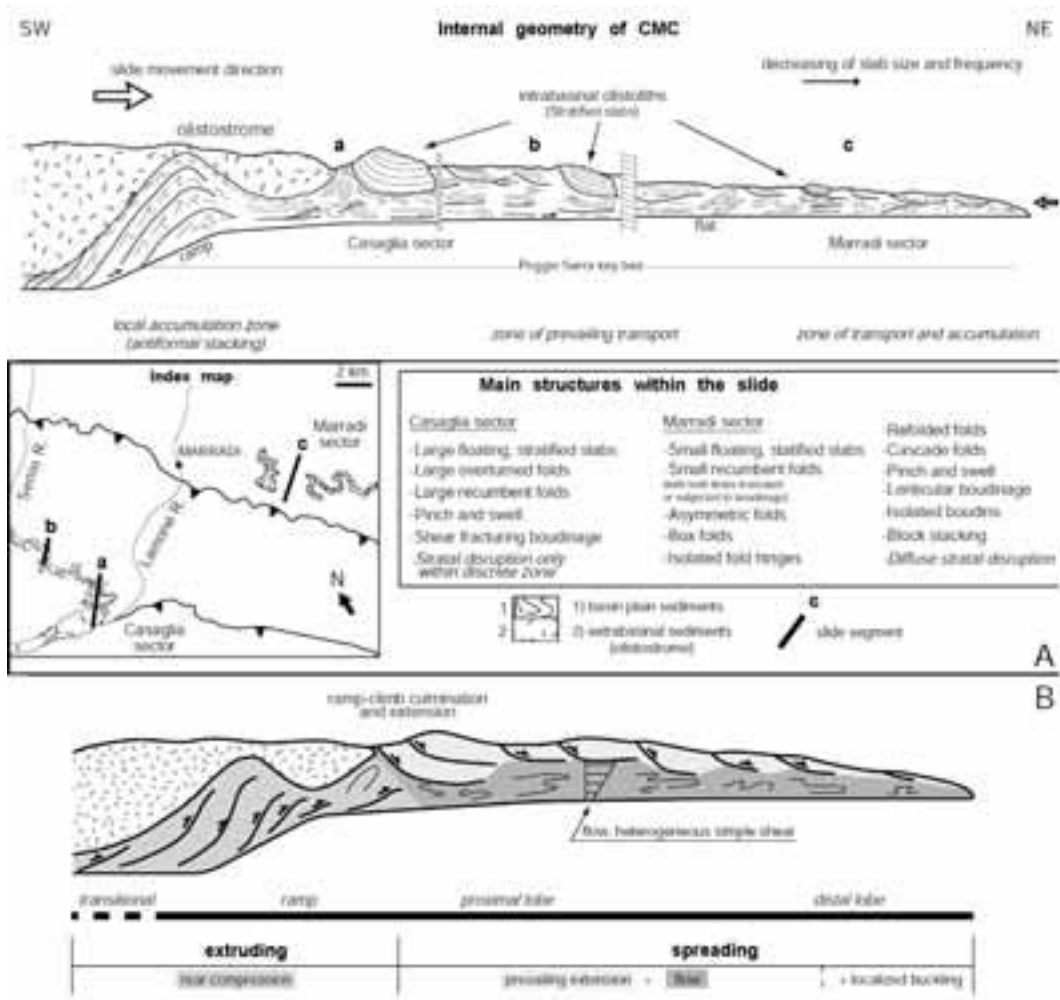 SW
Internal geometry of CMC
NE
slide movement direction
decreasing of slab size and frequency
intrabasinal olistoliths
(Stratified slabs)
olistostrome
a
b
c
ramp
flat
Casaglia sector
Marradi sector
key bed
local accumulation zone
(antiformal stacking)
zone of prevailing transport
zone of transport and accumulation
Index map
2 km
Marradi
sector
MARRADI
c
Lamone R.
b
a
N
Casaglia
sector
Main structures within the slide
Casaglia sector
-Large floating, stratified slabs
-Large overturned folds
-Large recumbent folds
-Pinch and swell
-Shear fracturing boudinage
-Stratal disruption only
within discrete zone
Marradi sector
-Small floating, statified slabs
-Small recumbent folds
-Asymmetric folds
-Box folds
-Isolated fold hinges
-Refolded folds
-Cascade folds
-Pinch and swell
-Lenticular boudinage
-Isolated boudins
-Block stacking
-Diffuse stratal disruption
1
2
1) basin plain sediments
2) extrabasinal sediments
(olistostrome)
c
slide segment
A
B
ramp-climb culmination
and extension
flow, heterogeneous simple shear
transitional
ramp
proximal lobe
distal lobe
extruding
spreading
rear compression
prevailing extension + flow
+ localized buckling